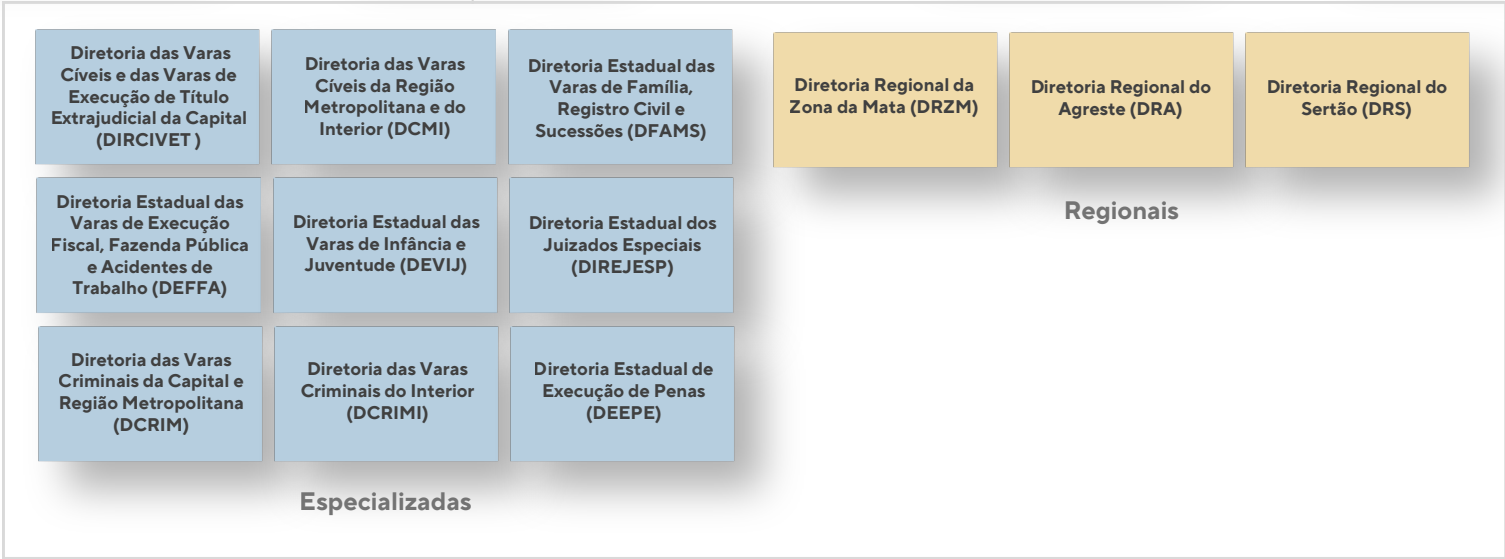 Diretoria das Varas
Cíveis e das Varas de
Execução de Título
Extrajudicial da Capital
(DIRCIVET )
Diretoria das Varas
Cíveis da Região
Metropolitana e do
Interior (DCMI)
Diretoria Estadual das
Varas de Família,
Registro Civil e
Sucessões (DFAMS)
Diretoria Regional da
Zona da Mata (DRZM)
Diretoria Regional do
Agreste (DRA)
Diretoria Regional do
Sertão (DRS)
Diretoria Estadual das
Varas de Execução
Fiscal, Fazenda Pública
e Acidentes de
Trabalho (DEFFA)
Diretoria Estadual das
Varas de Infância e
Juventude (DEVIJ)
Diretoria Estadual dos
Juizados Especiais
(DIREJESP)
Regionais
Diretoria das Varas
Criminais da Capital e
Região Metropolitana
(DCRIM)
Diretoria das Varas
Criminais do Interior
(DCRIMI)
Diretoria Estadual de
Execução de Penas
(DEEPE)
Especializadas